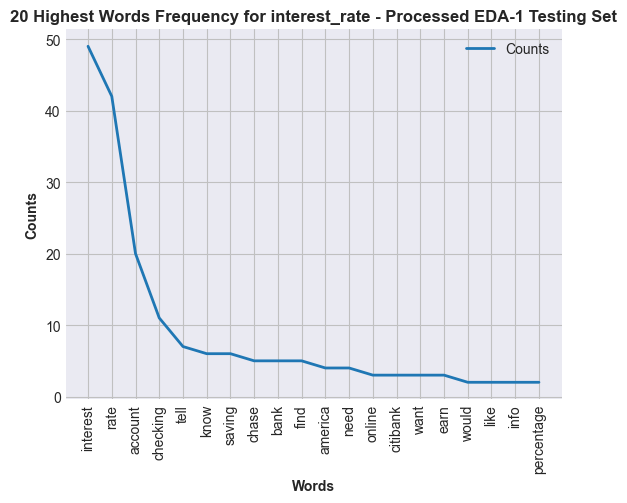 20 Highest Words Frequency for interest_rate - Processed EDA-1 Testing Set
Counts
50
40
30
20
10
0
Counts
interest
rate
account
checking
tell
know
saving
chase
bank
find
america
need
online
citibank
want
earn
would
like
info
percentage
Words